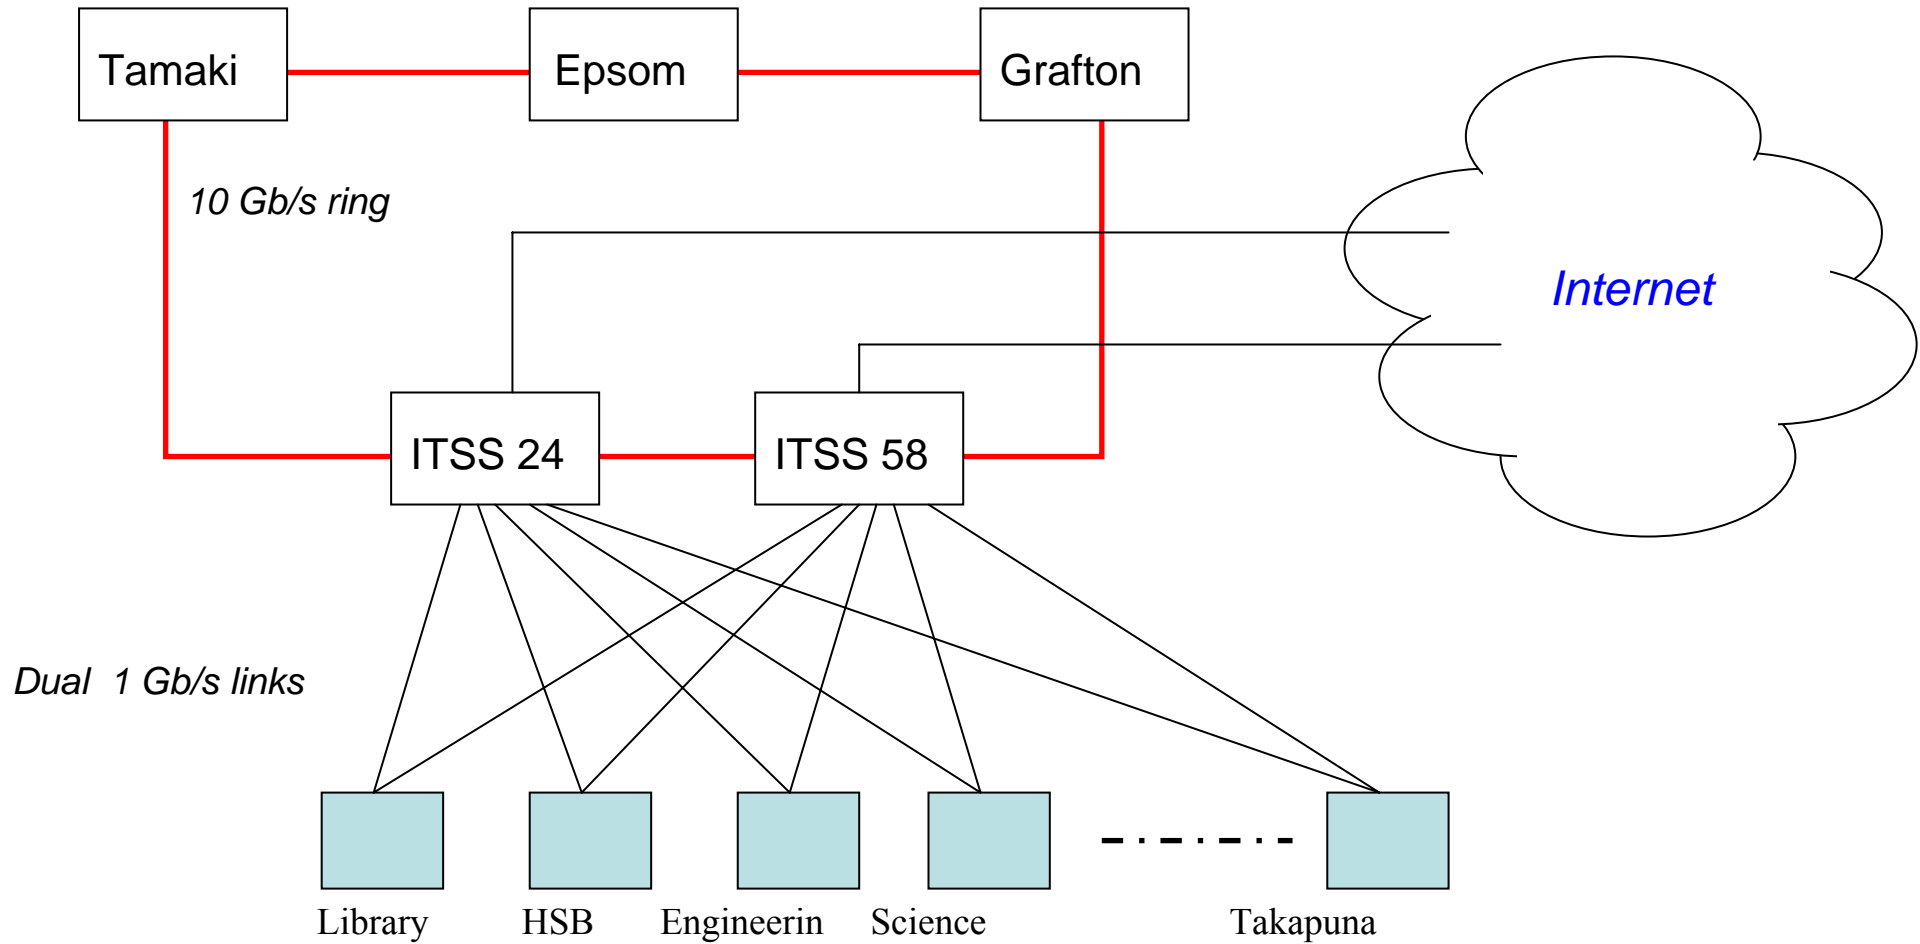 Tamaki
Epsom
Grafton
10 Gb/s ring
Internet
ITSS 24
ITSS 58
Dual 1 Gb/s links
Library
HSB
Engineerin
Science
Takapuna